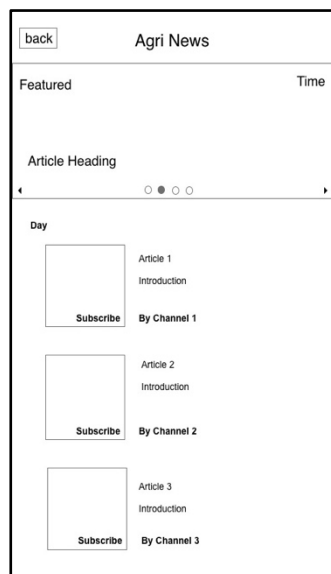 back
Agri News
Featured
Time
Article Heading
Day
Article 1
Introduction
Subscribe
By Channel 1
Article 2
Introduction
Subscribe
By Channel 2
Article 3
Introduction
Subscribe
By Channel 3